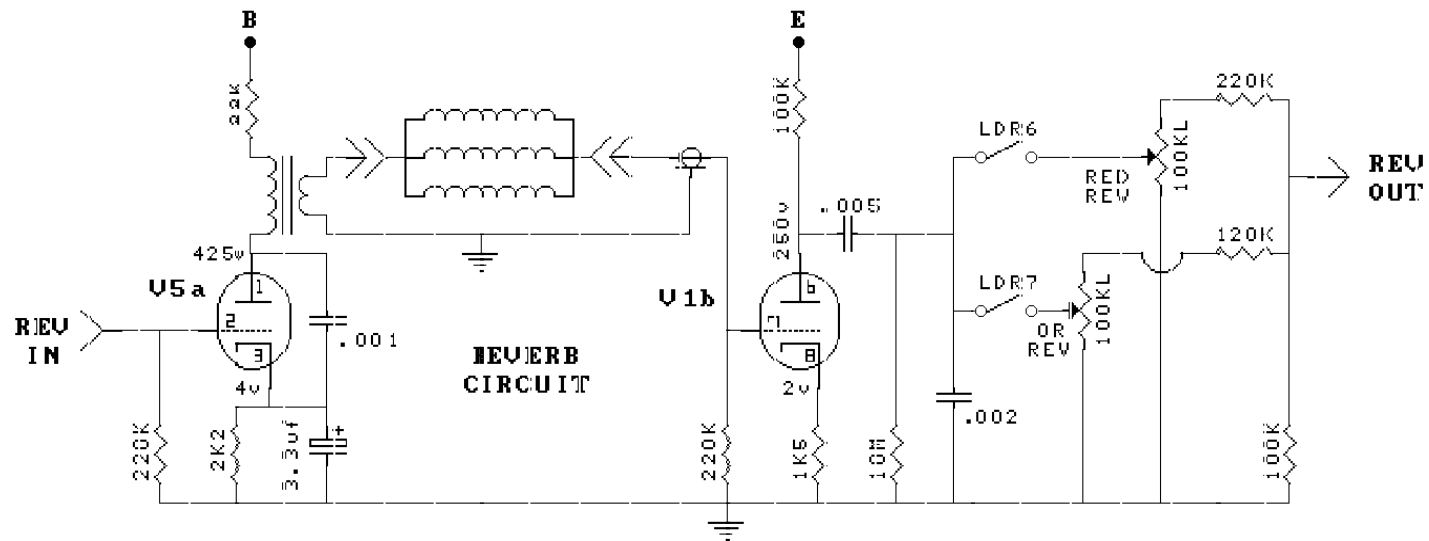 B
E
22K
100K
220K
LDR6
100KL
RED
REV
REV
OUT
.005
425v
250v
120K
V5a
1
V1b
6
LDR7
100KL
REV
IN
2
7
OR
REV
3
.001
REVERB
CIRCUIT
8
4v
2v
.002
220K
2K2
+
3.3uf
220K
1K5
10M
100K